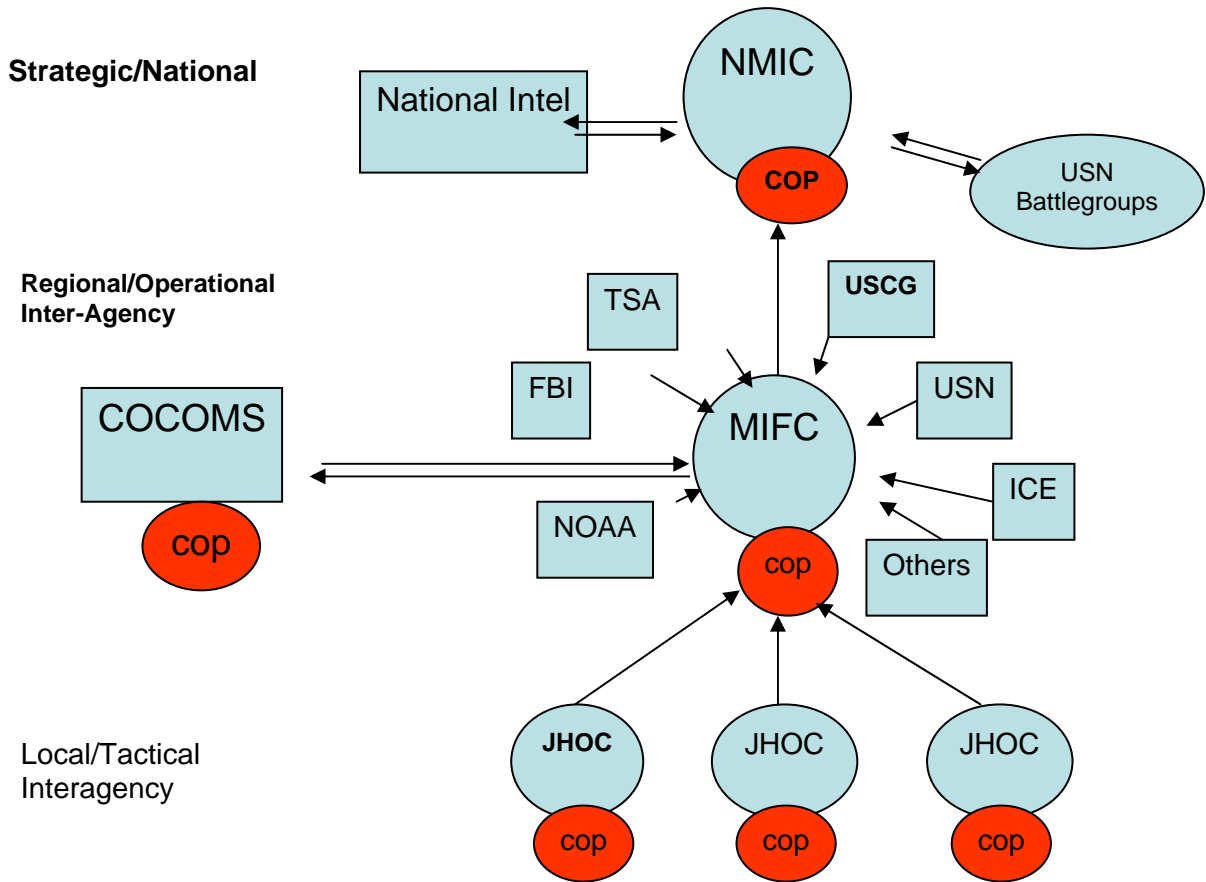 NMIC
Strategic/National
National Intel
COP
USN
Battlegroups
Regional/Operational
Inter-Agency
TSA
USCG
FBI
USN
COCOMS
MIFC
ICE
NOAA
cop
cop
Others
Local/Tactical
Interagency
JHOC
JHOC
JHOC
cop
cop
cop